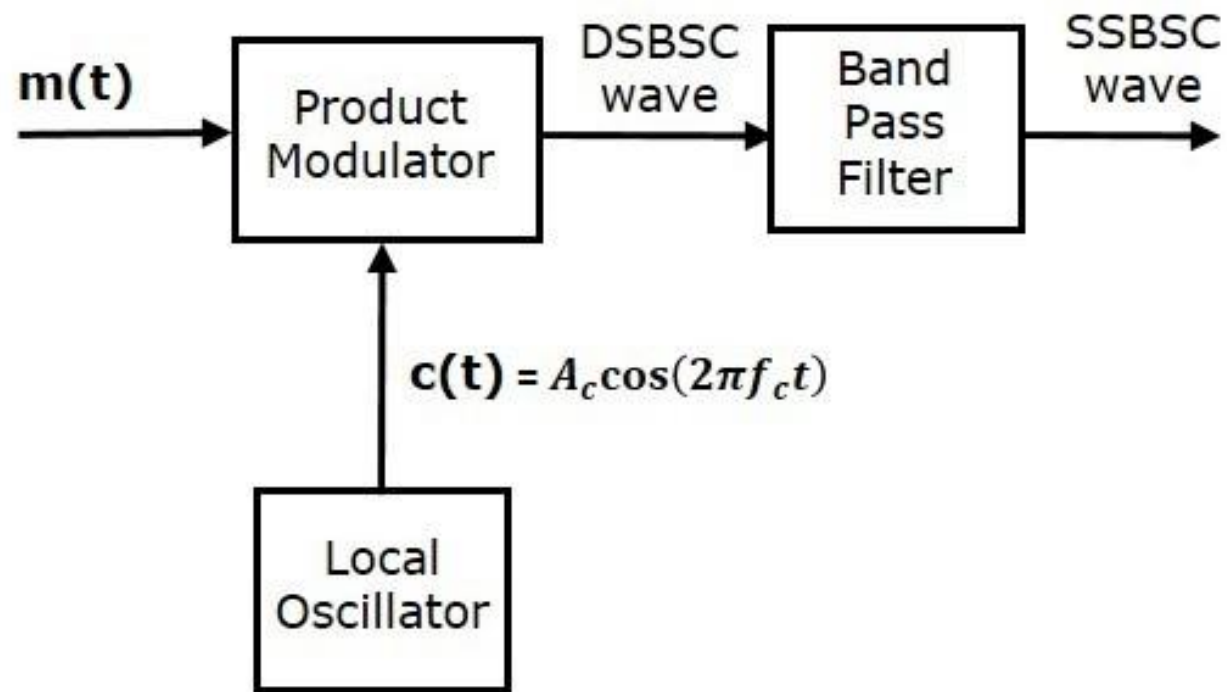 m(t)
Product
Modulator
DSBSC
wave
Band
Pass
Filter
SSBSC
wave
c(t) = A_c cos(2πf_c t)
Local
Oscillator